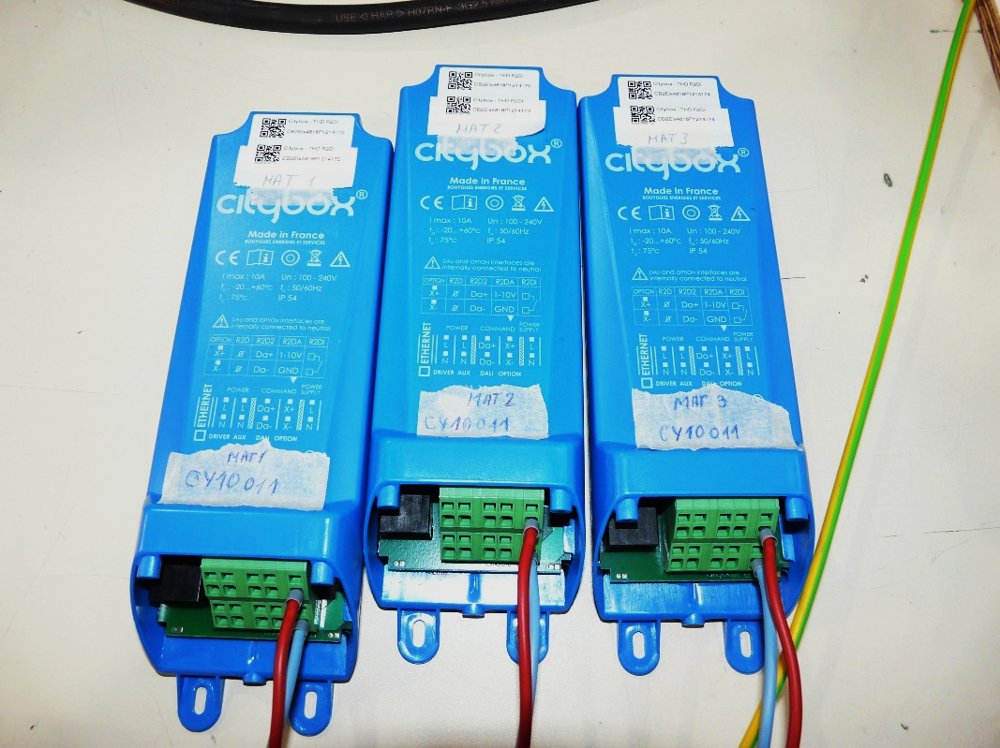 USE ◁ HAR ▷ H07RN-F 3G2.5
Citybox - THD R2DI
Citybox - THD R2DI
CB2Elx4818P1214172
MAT 1
citybox®
Made in France
BOUYGUES ENERGIES ET SERVICES
CE
I max : 10A Un : 100 - 240V
ta : -20...+60°c fn : 50/60Hz
tc : 75°c IP 54
DALI and OPTION interfaces are
internally connected to neutral
OPTION R2D R2D2 R2DA R2DI
X+ Ø Da+ 1-10V
X- Ø Da- GND
POWER COMMAND POWER SUPPLY
ETHERNET
L L Da+ X+ L
N N Da- X- N
DRIVER AUX DALI OPTION
MAT1
CY10011
Citybox - THD R2DI
CB2Elx4818P1214170
Citybox - THD R2DI
MAT 2
citybox®
Made in France
BOUYGUES ENERGIES ET SERVICES
CE
I max : 10A Un : 100 - 240V
ta : -20...+60°c fn : 50/60Hz
tc : 75°c IP 54
DALI and OPTION interfaces are
internally connected to neutral
OPTION R2D R2D2 R2DA R2DI
X+ Ø Da+ 1-10V
X- Ø Da- GND
POWER COMMAND POWER SUPPLY
ETHERNET
L L Da+ X+ L
N N Da- X- N
DRIVER AUX DALI OPTION
MAT 2
CY10011
Citybox - THD R2DI
CB2Elx4818P1214174
Citybox - THD R2DI
CB2Elx4818P1214174
MAT 3
citybox®
Made in France
BOUYGUES ENERGIES ET SERVICES
CE
I max : 10A Un : 100 - 240V
ta : -20...+60°c fn : 50/60Hz
tc : 75°c IP 54
DALI and OPTION interfaces are
internally connected to neutral
OPTION R2D R2D2 R2DA R2DI
X+ Ø Da+ 1-10V
X- Ø Da- GND
POWER COMMAND POWER SUPPLY
ETHERNET
L L Da+ X+ L
N N Da- X- N
DRIVER AUX DALI OPTION
MAT 3
CY10011